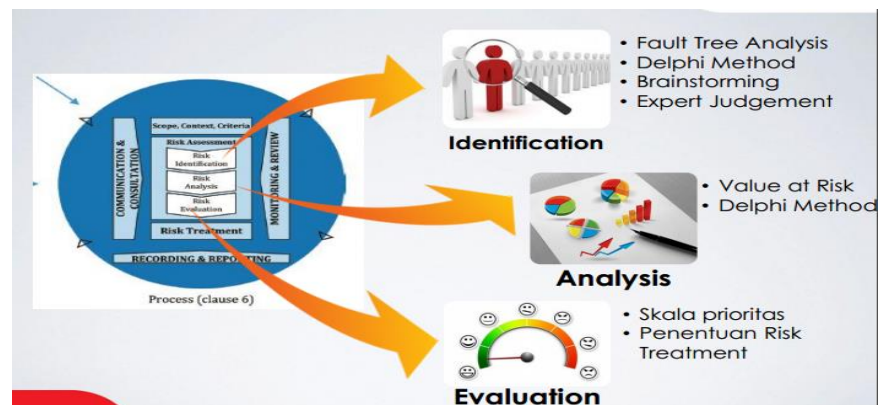 Scope, Context, Criteria
Risk Assessment
Risk
Identification
Risk
Analysis
Risk
Evaluation
Risk Treatment
COMMUNICATION &
CONSULTATION
MONITORING & REVIEW
RECORDING & REPORTING
Process (clause 6)
Identification
• Fault Tree Analysis
• Delphi Method
• Brainstorming
• Expert Judgement
Analysis
• Value at Risk
• Delphi Method
Evaluation
• Skala prioritas
• Penentuan Risk
Treatment